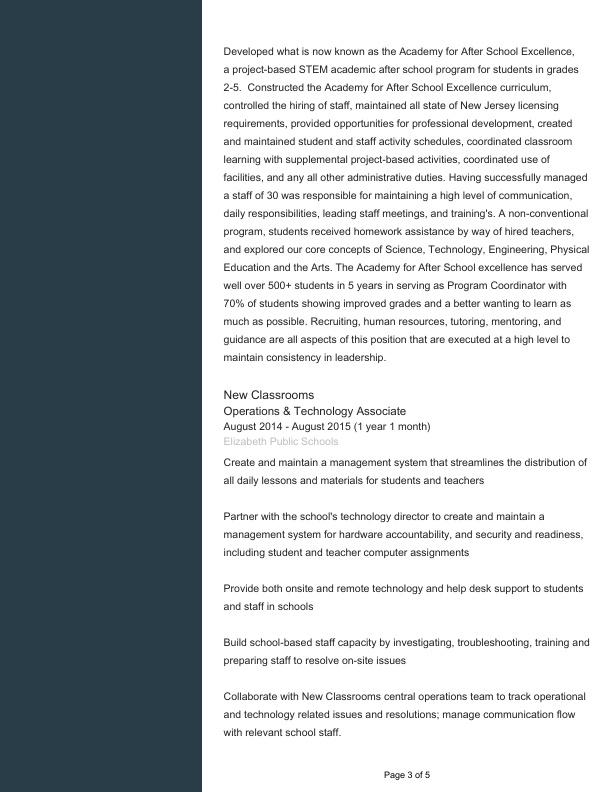 Developed what is now known as the Academy for After School Excellence,
a project-based STEM academic after school program for students in grades
2-5.  Constructed the Academy for After School Excellence curriculum,
controlled the hiring of staff, maintained all state of New Jersey licensing
requirements, provided opportunities for professional development, created
and maintained student and staff activity schedules, coordinated classroom
learning with supplemental project-based activities, coordinated use of
facilities, and any all other administrative duties. Having successfully managed
a staff of 30 was responsible for maintaining a high level of communication,
daily responsibilities, leading staff meetings, and training's. A non-conventional
program, students received homework assistance by way of hired teachers,
and explored our core concepts of Science, Technology, Engineering, Physical
Education and the Arts. The Academy for After School excellence has served
well over 500+ students in 5 years in serving as Program Coordinator with
70% of students showing improved grades and a better wanting to learn as
much as possible. Recruiting, human resources, tutoring, mentoring, and
guidance are all aspects of this position that are executed at a high level to
maintain consistency in leadership.
New Classrooms
Operations & Technology Associate
August 2014 - August 2015 (1 year 1 month)
Elizabeth Public Schools
Create and maintain a management system that streamlines the distribution of
all daily lessons and materials for students and teachers
Partner with the school's technology director to create and maintain a
management system for hardware accountability, and security and readiness,
including student and teacher computer assignments
Provide both onsite and remote technology and help desk support to students
and staff in schools
Build school-based staff capacity by investigating, troubleshooting, training and
preparing staff to resolve on-site issues
Collaborate with New Classrooms central operations team to track operational
and technology related issues and resolutions; manage communication flow
with relevant school staff.
Page 3 of 5